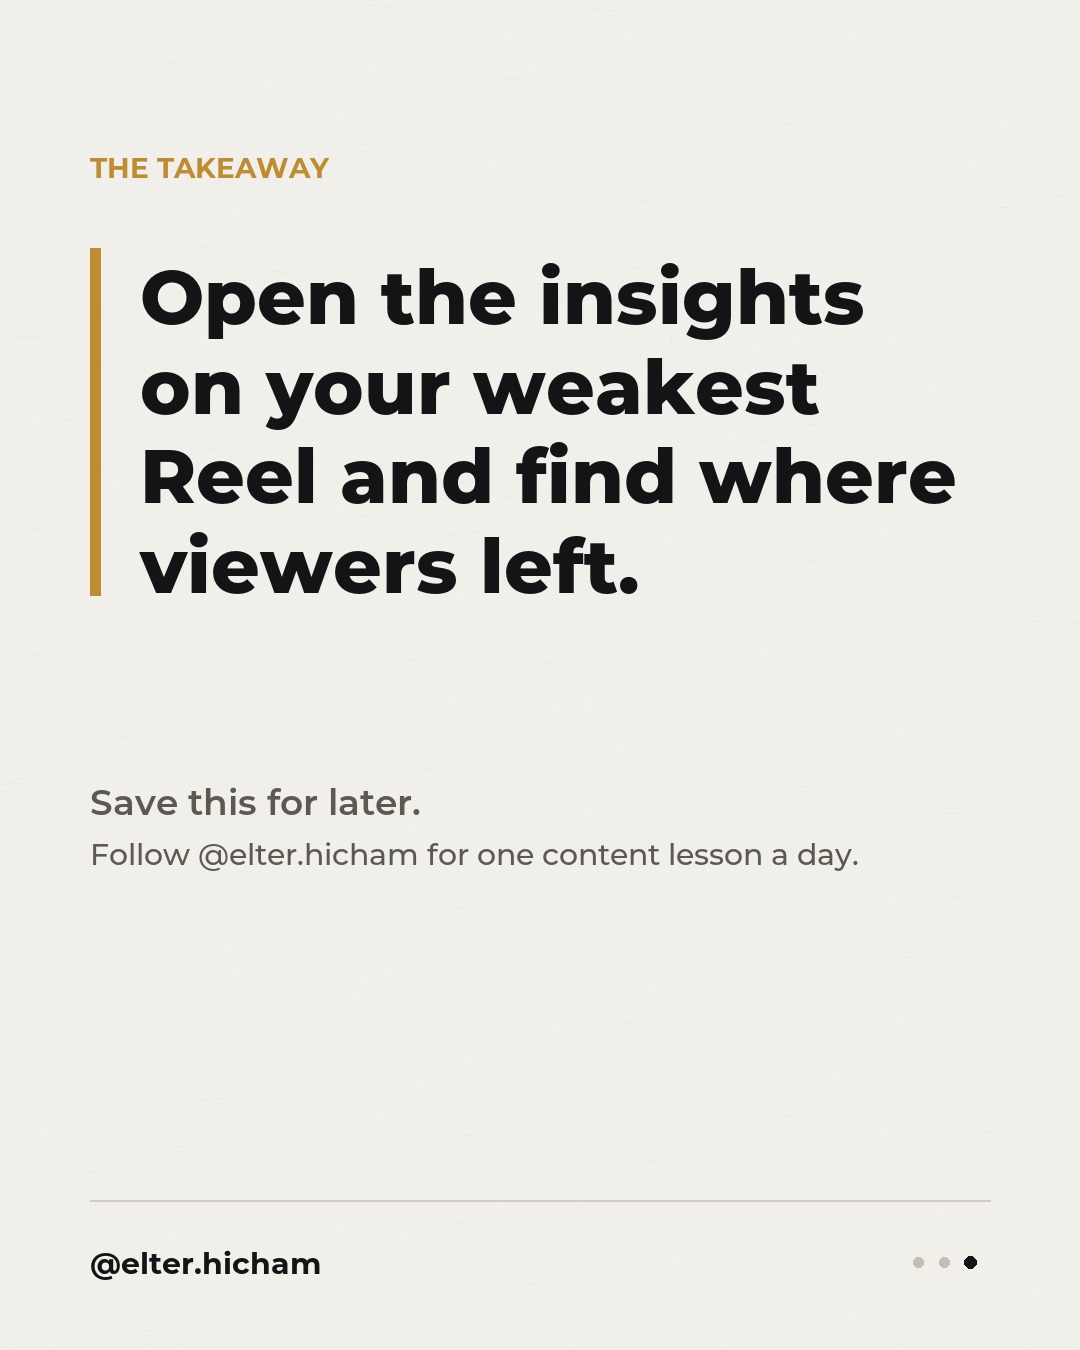 THE TAKEAWAY
Open the insights
on your weakest
Reel and find where
viewers left.
Save this for later.
Follow @elter.hicham for one content lesson a day.
@elter.hicham